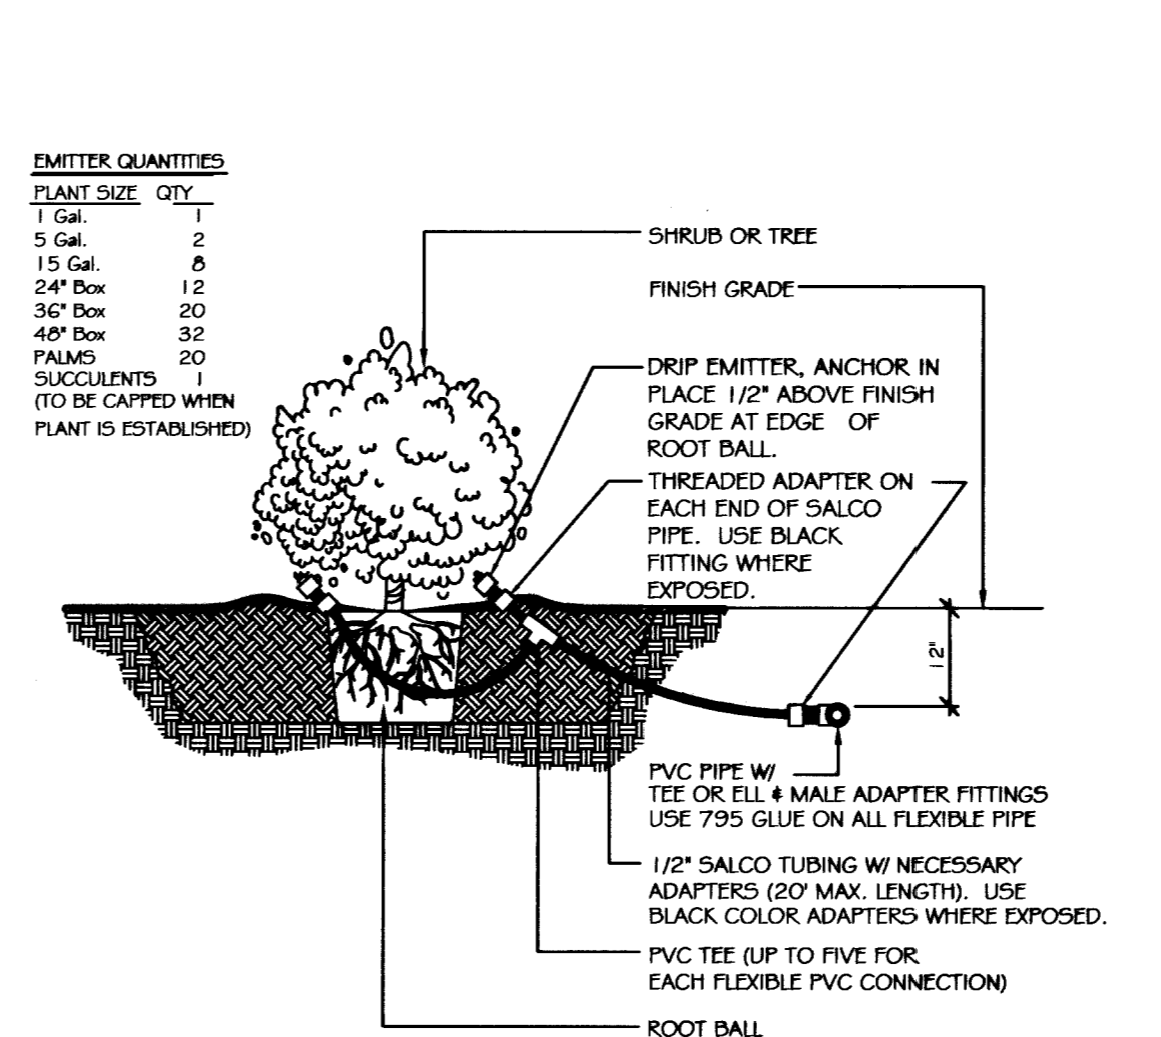 EMITTER QUANTITIES
PLANT SIZE QTY
1 Gal. 1
5 Gal. 2
15 Gal. 8
24" Box 12
36" Box 20
48" Box 32
PALMS 20
SUCCULENTS 1
(TO BE CAPPED WHEN
PLANT IS ESTABLISHED)
SHRUB OR TREE
FINISH GRADE
DRIP EMITTER, ANCHOR IN
PLACE 1/2" ABOVE FINISH
GRADE AT EDGE OF
ROOT BALL.
THREADED ADAPTER ON
EACH END OF SALCO
PIPE. USE BLACK
FITTING WHERE
EXPOSED.
12"
PVC PIPE W/
TEE OR ELL & MALE ADAPTER FITTINGS
USE 795 GLUE ON ALL FLEXIBLE PIPE
1/2" SALCO TUBING W/ NECESSARY
ADAPTERS (20' MAX. LENGTH). USE
BLACK COLOR ADAPTERS WHERE EXPOSED.
PVC TEE (UP TO FIVE FOR
EACH FLEXIBLE PVC CONNECTION)
ROOT BALL